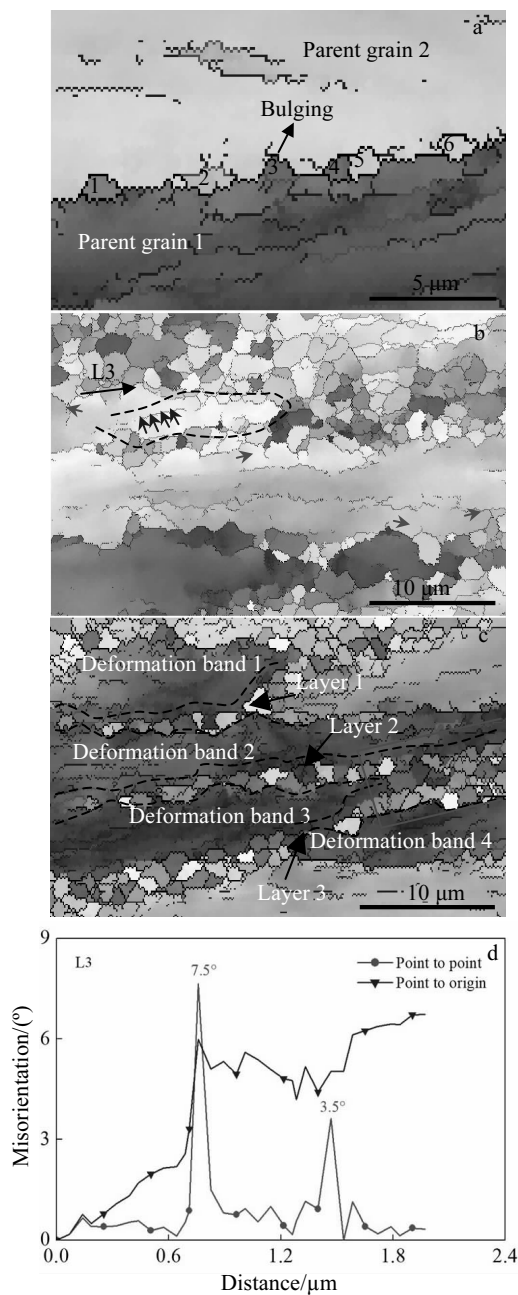 a
Parent grain 2
Bulging
1
2
3
4
5
6
Parent grain 1
5 μm
b
L3
10 μm
c
Deformation band 1
Layer 1
Layer 2
Deformation band 2
Deformation band 3
Deformation band 4
Layer 3
10 μm
d
9
L3
7.5°
Point to point
Point to origin
6
3.5°
3
0
Misorientation/(º)
0.0
0.6
1.2
1.8
2.4
Distance/μm